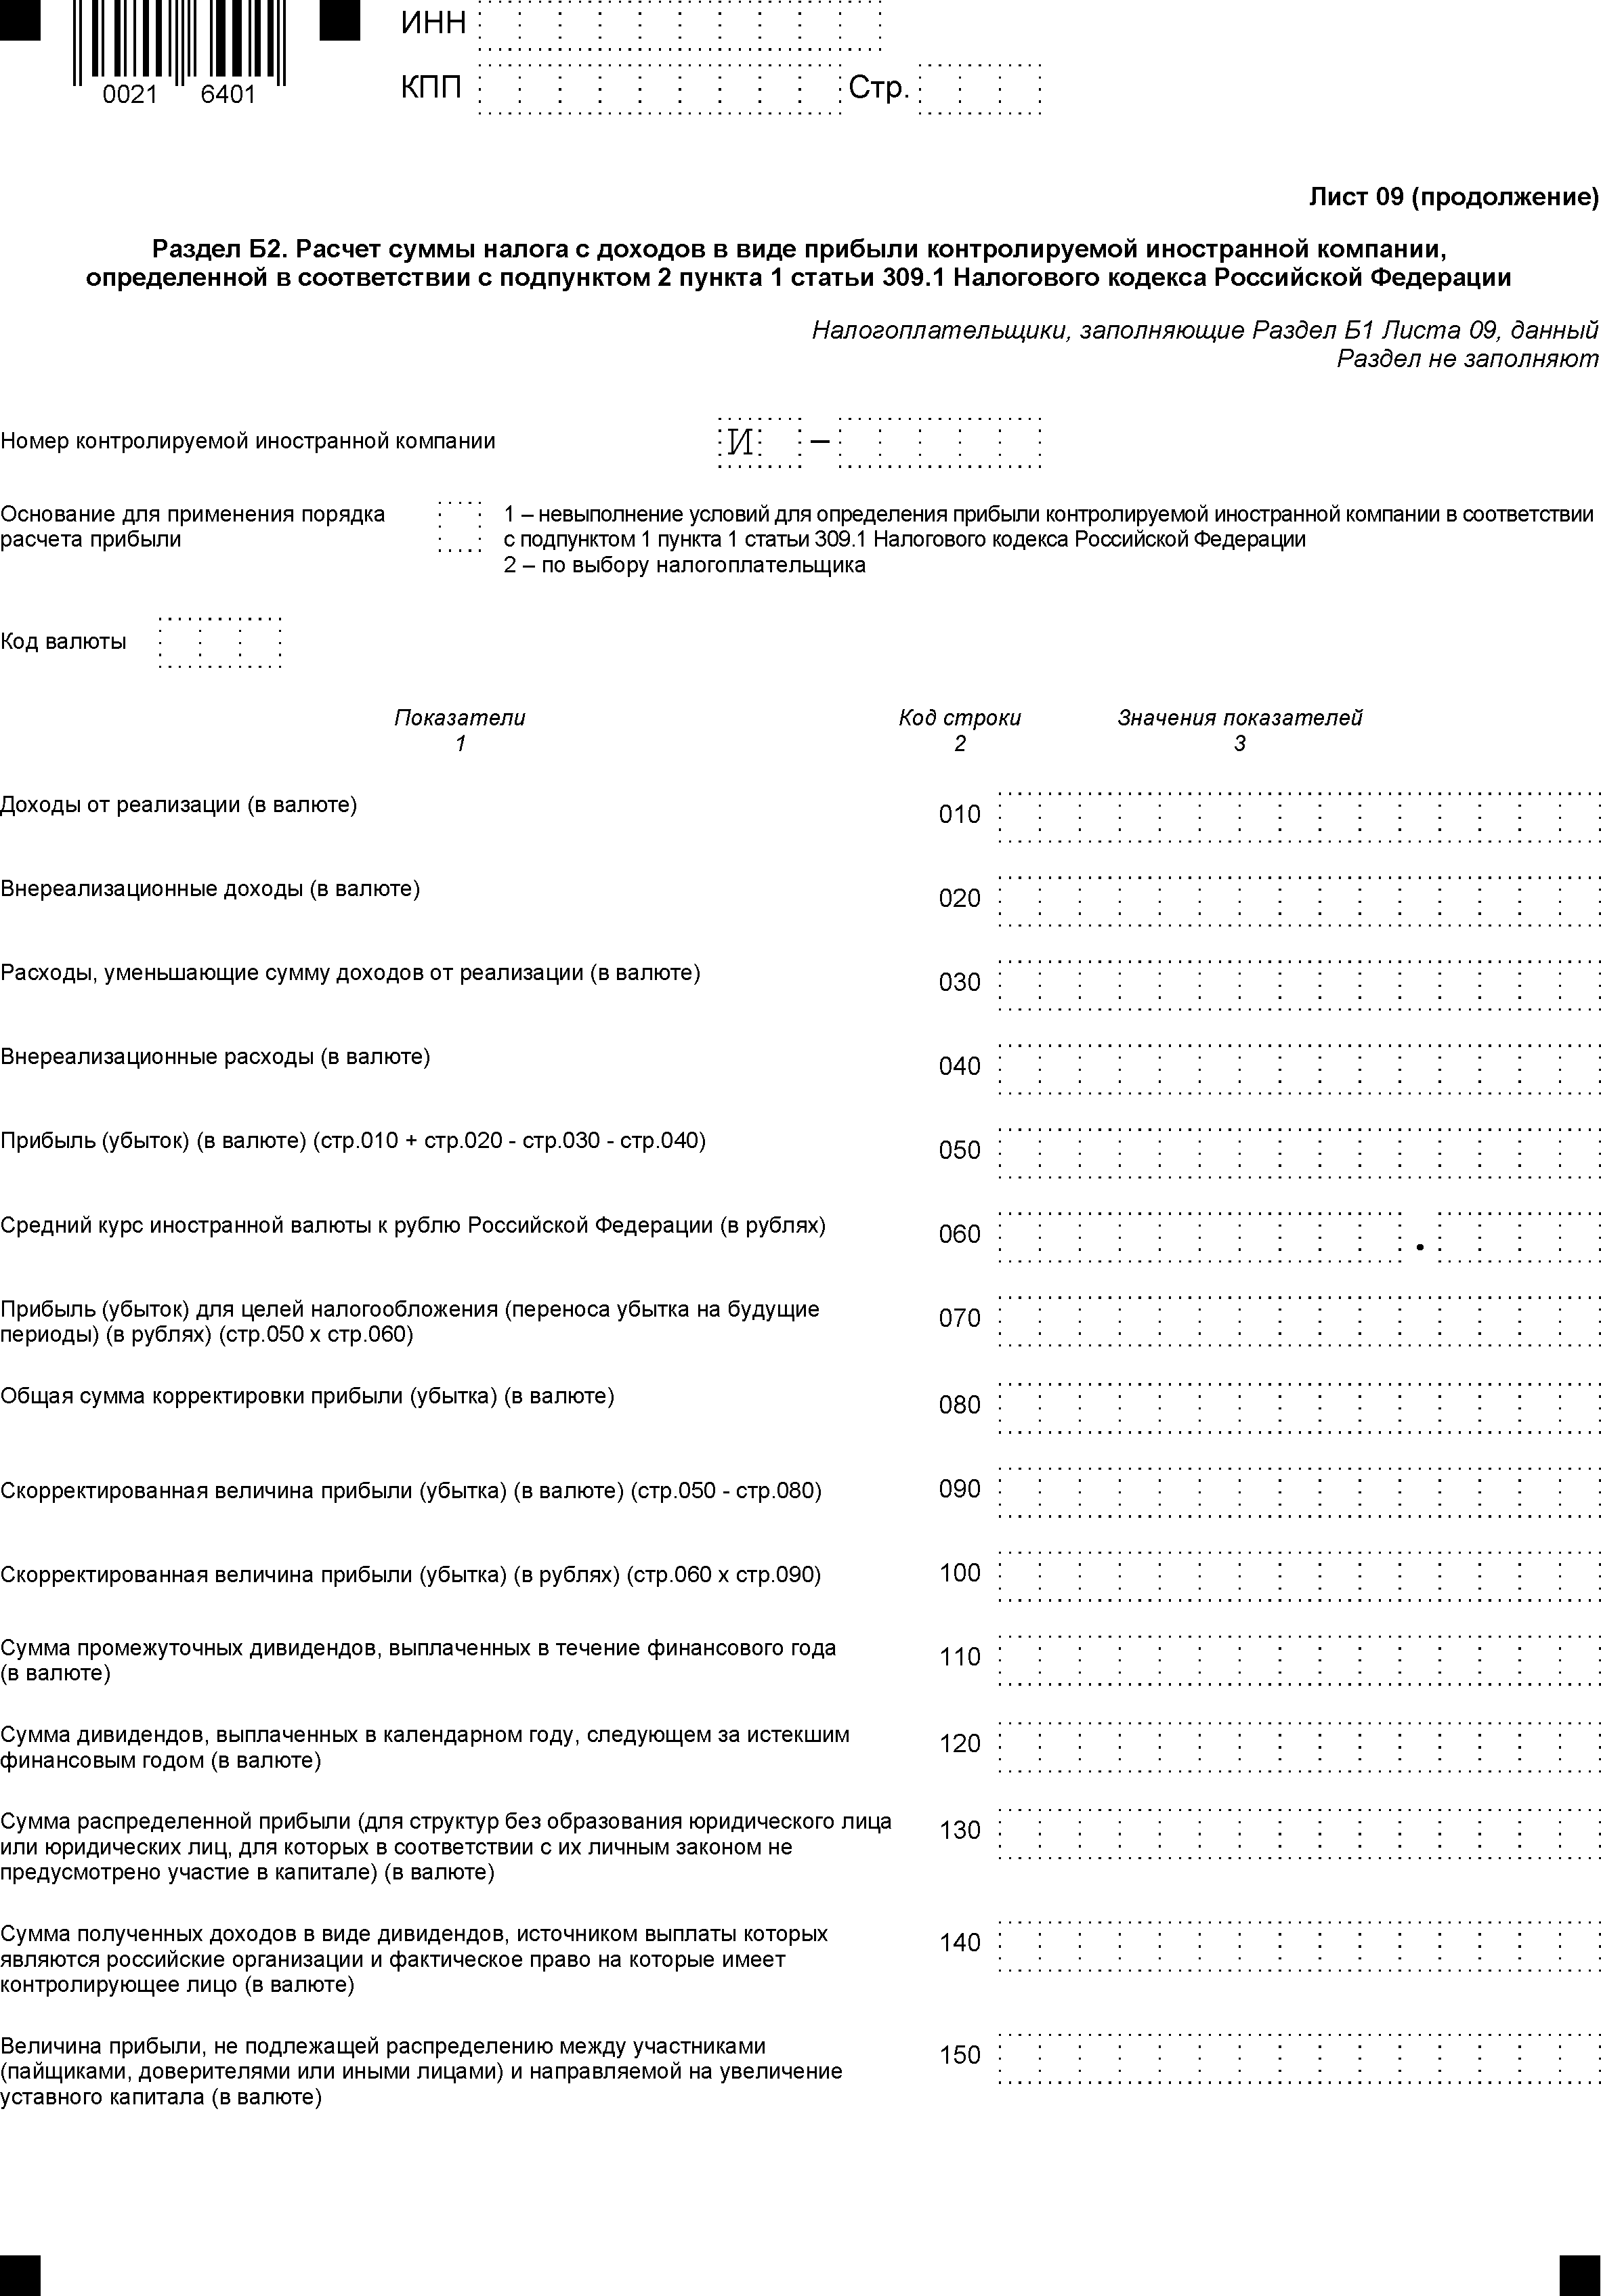 ИНН
0021 6401
КПП Стр.
Лист 09 (продолжение)
Раздел Б2. Расчет суммы налога с доходов в виде прибыли контролируемой иностранной компании,
определенной в соответствии с подпунктом 2 пункта 1 статьи 309.1 Налогового кодекса Российской Федерации
Налогоплательщики, заполняющие Раздел Б1 Листа 09, данный
Раздел не заполняют
Номер контролируемой иностранной компании И –
Основание для применения порядка
расчета прибыли
1 – невыполнение условий для определения прибыли контролируемой иностранной компании в соответствии
с подпунктом 1 пункта 1 статьи 309.1 Налогового кодекса Российской Федерации
2 – по выбору налогоплательщика
Код валюты
Показатели Код строки Значения показателей
1 2 3
Доходы от реализации (в валюте) 010
Внереализационные доходы (в валюте) 020
Расходы, уменьшающие сумму доходов от реализации (в валюте) 030
Внереализационные расходы (в валюте) 040
Прибыль (убыток) (в валюте) (стр.010 + стр.020 - стр.030 - стр.040) 050
Средний курс иностранной валюты к рублю Российской Федерации (в рублях) 060 .
Прибыль (убыток) для целей налогообложения (переноса убытка на будущие
периоды) (в рублях) (стр.050 х стр.060) 070
Общая сумма корректировки прибыли (убытка) (в валюте) 080
Скорректированная величина прибыли (убытка) (в валюте) (стр.050 - стр.080) 090
Скорректированная величина прибыли (убытка) (в рублях) (стр.060 х стр.090) 100
Сумма промежуточных дивидендов, выплаченных в течение финансового года
(в валюте) 110
Сумма дивидендов, выплаченных в календарном году, следующем за истекшим
финансовым годом (в валюте) 120
Сумма распределенной прибыли (для структур без образования юридического лица
или юридических лиц, для которых в соответствии с их личным законом не
предусмотрено участие в капитале) (в валюте) 130
Сумма полученных доходов в виде дивидендов, источником выплаты которых
являются российские организации и фактическое право на которые имеет
контролирующее лицо (в валюте) 140
Величина прибыли, не подлежащей распределению между участниками
(пайщиками, доверителями или иными лицами) и направляемой на увеличение
уставного капитала (в валюте) 150